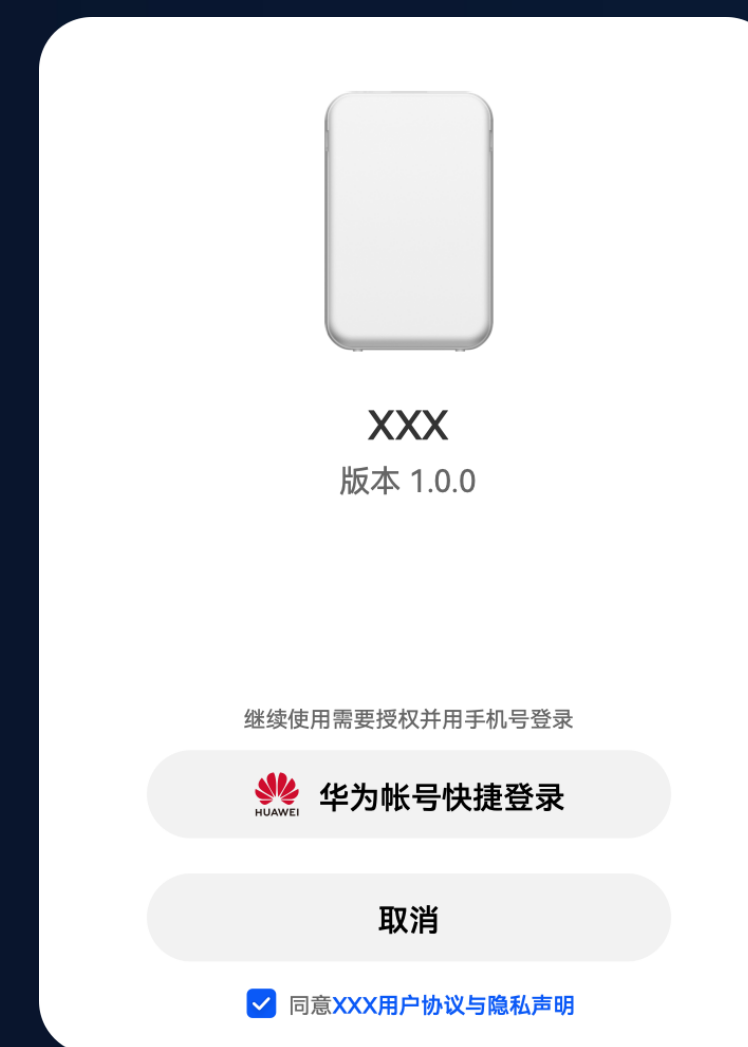 XXX
版本 1.0.0
继续使用需要授权并用手机号登录
HUAWEI 华为帐号快捷登录
取消
同意XXX用户协议与隐私声明